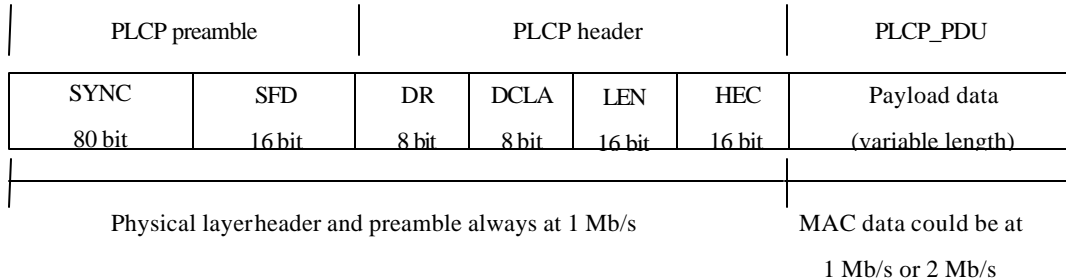 PLCP preamble PLCP header PLCP_PDU
SYNC SFD DR DCLA LEN HEC Payload data
80 bit 16 bit 8 bit 8 bit 16 bit 16 bit (variable length)
Physical layerheader and preamble always at 1 Mb/s MAC data could be at
1 Mb/s or 2 Mb/s